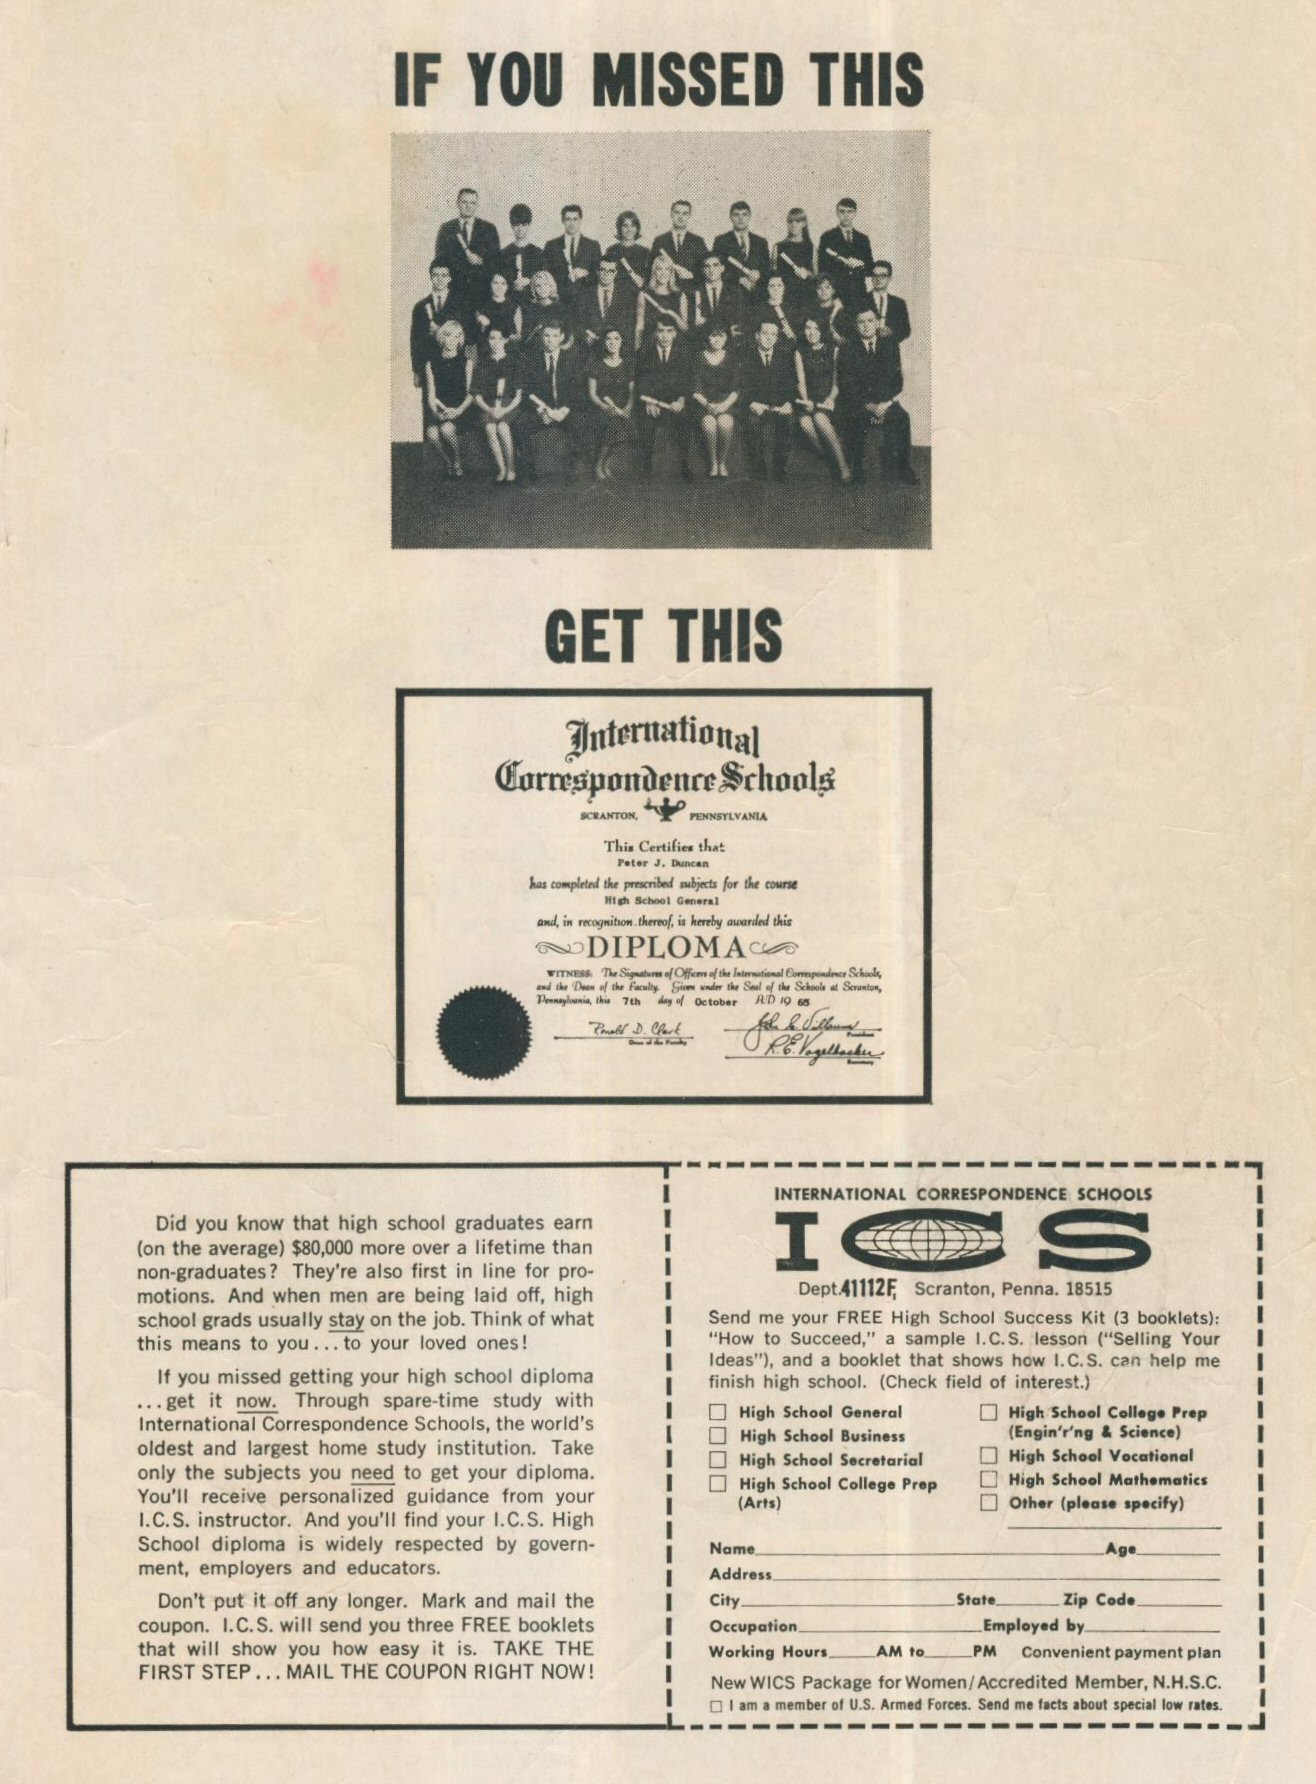 IF YOU MISSED THIS
GET THIS
International
Correspondence Schools
SCRANTON, PENNSYLVANIA
This Certifies that
Peter J. Duncan
has completed the prescribed subjects for the course
High School General
and, in recognition thereof, is hereby awarded this
DIPLOMA
WITNESS: The Signatures of Officers of the International Correspondence Schools,
and the Dean of the Faculty. Given under the Seal of the Schools at Scranton,
Pennsylvania, this 7th day of October A.D 19 65
Ronald D. Clark
Dean of the Faculty
President
R.E. Vogelbacker
Secretary
Did you know that high school graduates earn
(on the average) $80,000 more over a lifetime than
non-graduates? They're also first in line for pro-
motions. And when men are being laid off, high
school grads usually stay on the job. Think of what
this means to you... to your loved ones!
If you missed getting your high school diploma
...get it now. Through spare-time study with
International Correspondence Schools, the world's
oldest and largest home study institution. Take
only the subjects you need to get your diploma.
You'll receive personalized guidance from your
I.C.S. instructor. And you'll find your I.C.S. High
School diploma is widely respected by govern-
ment, employers and educators.
Don't put it off any longer. Mark and mail the
coupon. I.C.S. will send you three FREE booklets
that will show you how easy it is. TAKE THE
FIRST STEP... MAIL THE COUPON RIGHT NOW!
INTERNATIONAL CORRESPONDENCE SCHOOLS
ICS
Dept.41112F, Scranton, Penna. 18515
Send me your FREE High School Success Kit (3 booklets):
"How to Succeed," a sample I.C.S. lesson ("Selling Your
Ideas"), and a booklet that shows how I.C.S. can help me
finish high school. (Check field of interest.)
High School General
High School Business
High School Secretarial
High School College Prep
(Arts)
High School College Prep
(Engin'r'ng & Science)
High School Vocational
High School Mathematics
Other (please specify)
Name Age
Address
City State Zip Code
Occupation Employed by
Working Hours AM to PM Convenient payment plan
New WICS Package for Women/Accredited Member, N.H.S.C.
I am a member of U.S. Armed Forces. Send me facts about special low rates.